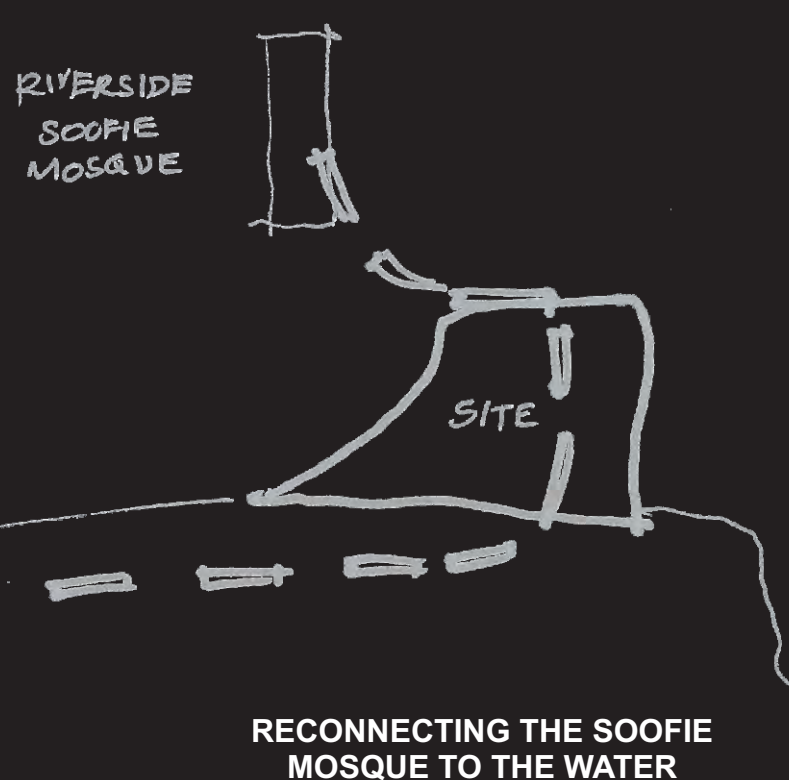 RIVERSIDE
SOOFIE
MOSQUE
SITE
RECONNECTING THE SOOFIE
MOSQUE TO THE WATER